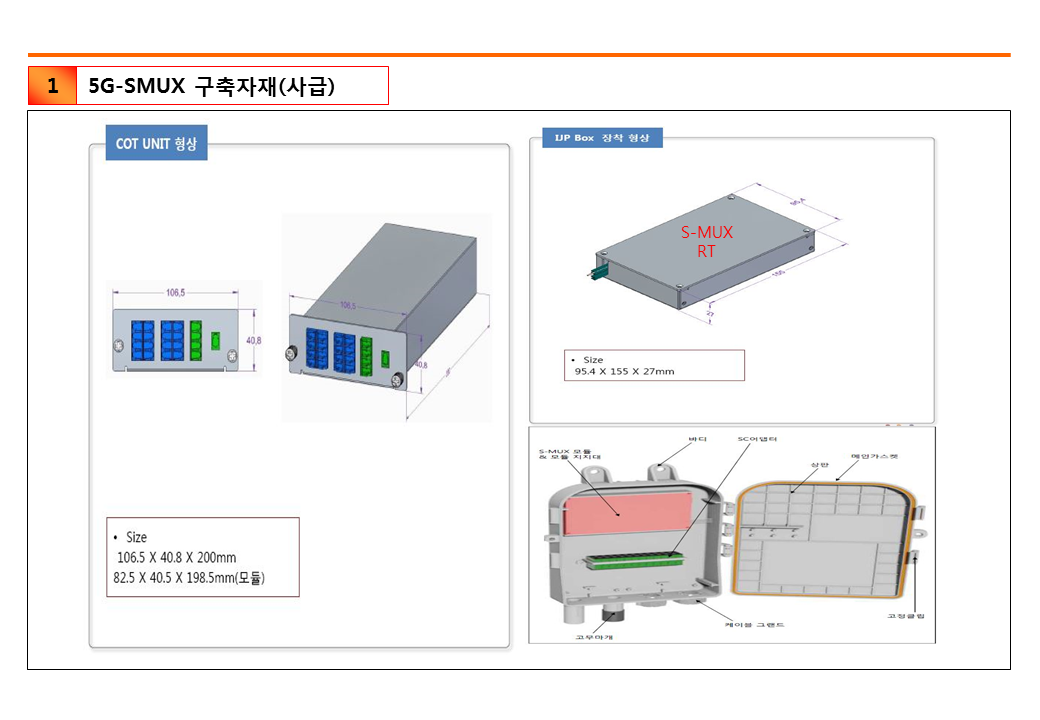 1
5G-SMUX 구축자재(사급)
COT UNIT 형상
106,5
40,8
106,5
40,8
• Size
106.5 X 40.8 X 200mm
82.5 X 40.5 X 198.5mm(모듈)
IJP Box 장착 형상
95,4
S-MUX
RT
155
27
• Size
95.4 X 155 X 27mm
바디
SC어댑터
S-MUX 모듈
& 모듈 지지대
상판
메인가스켓
고정클립
케이블 그랜드
고무마개